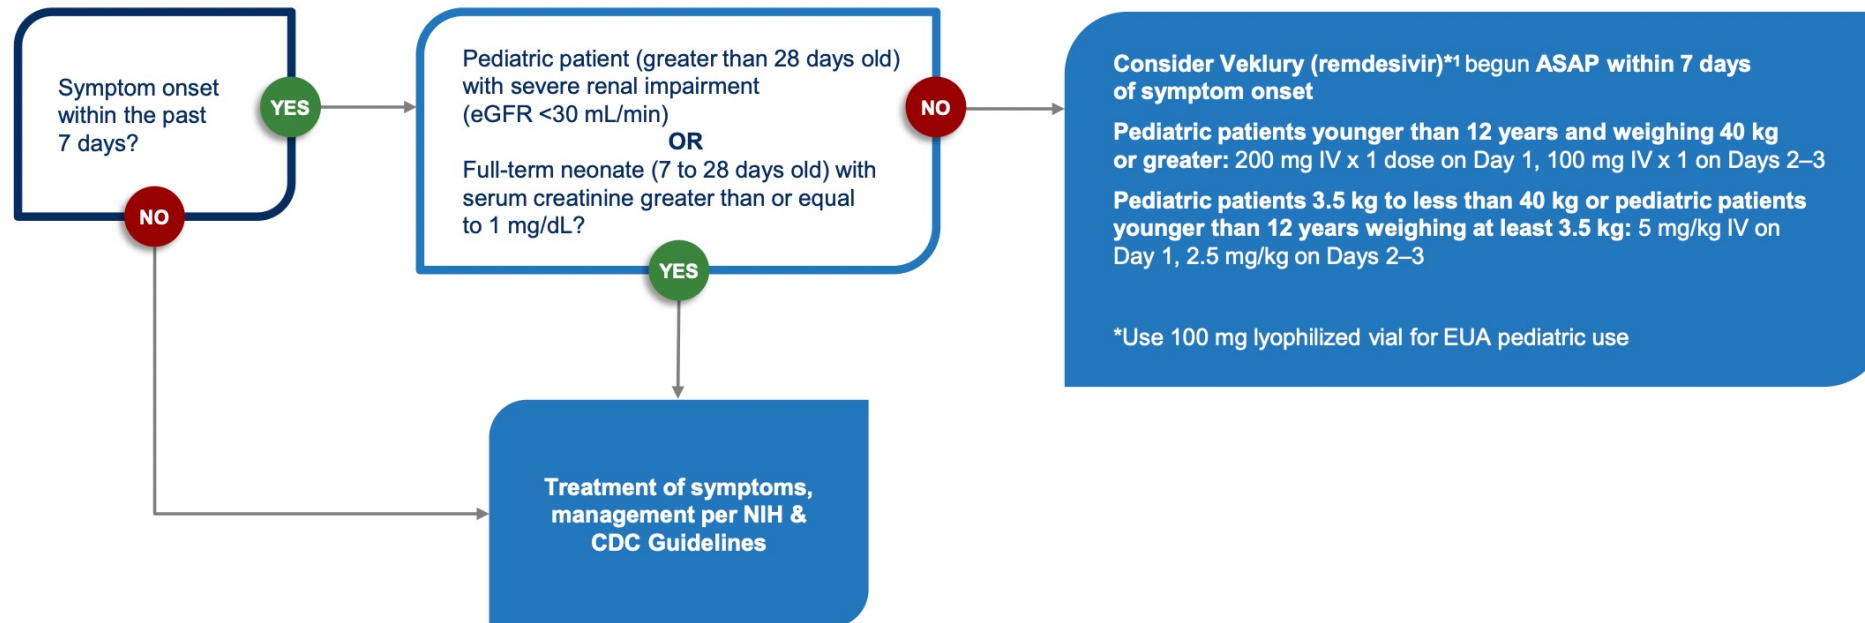 Symptom onset
within the past
7 days?
YES
NO
Pediatric patient (greater than 28 days old)
with severe renal impairment
(eGFR <30 mL/min)
OR
Full-term neonate (7 to 28 days old) with
serum creatinine greater than or equal
to 1 mg/dL?
NO
YES
Consider Veklury (remdesivir)*¹ begun ASAP within 7 days
of symptom onset
Pediatric patients younger than 12 years and weighing 40 kg
or greater: 200 mg IV x 1 dose on Day 1, 100 mg IV x 1 on Days 2–3
Pediatric patients 3.5 kg to less than 40 kg or pediatric patients
younger than 12 years weighing at least 3.5 kg: 5 mg/kg IV on
Day 1, 2.5 mg/kg on Days 2–3
*Use 100 mg lyophilized vial for EUA pediatric use
Treatment of symptoms,
management per NIH &
CDC Guidelines